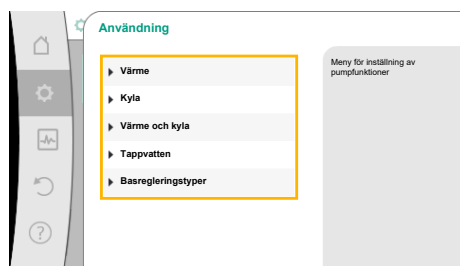 Användning
Värme
Kyla
Värme och kyla
Tappvatten
Basregleringstyper
Meny för inställning av
pumpfunktioner